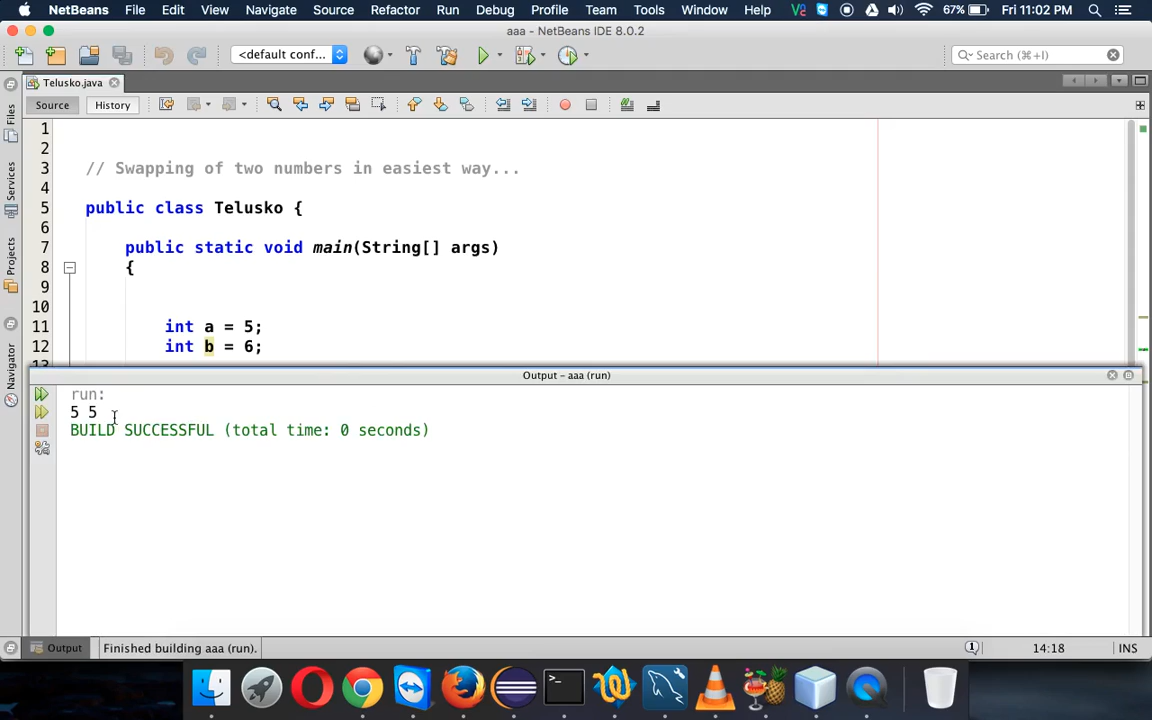 NetBeans File Edit View Navigate Source Refactor Run Debug Profile Team Tools Window Help 67% Fri 11:02 PM
aaa - NetBeans IDE 8.0.2
<default conf... Search (⌘+I)
Telusko.java
Source History
1
2
3 // Swapping of two numbers in easiest way...
4
5 public class Telusko {
6
7 public static void main(String[] args)
8 {
9
10
11 int a = 5;
12 int b = 6;
Files
Services
Projects
Navigator
Output - aaa (run)
run:
5 5
BUILD SUCCESSFUL (total time: 0 seconds)
Output Finished building aaa (run). 1 14:18 INS